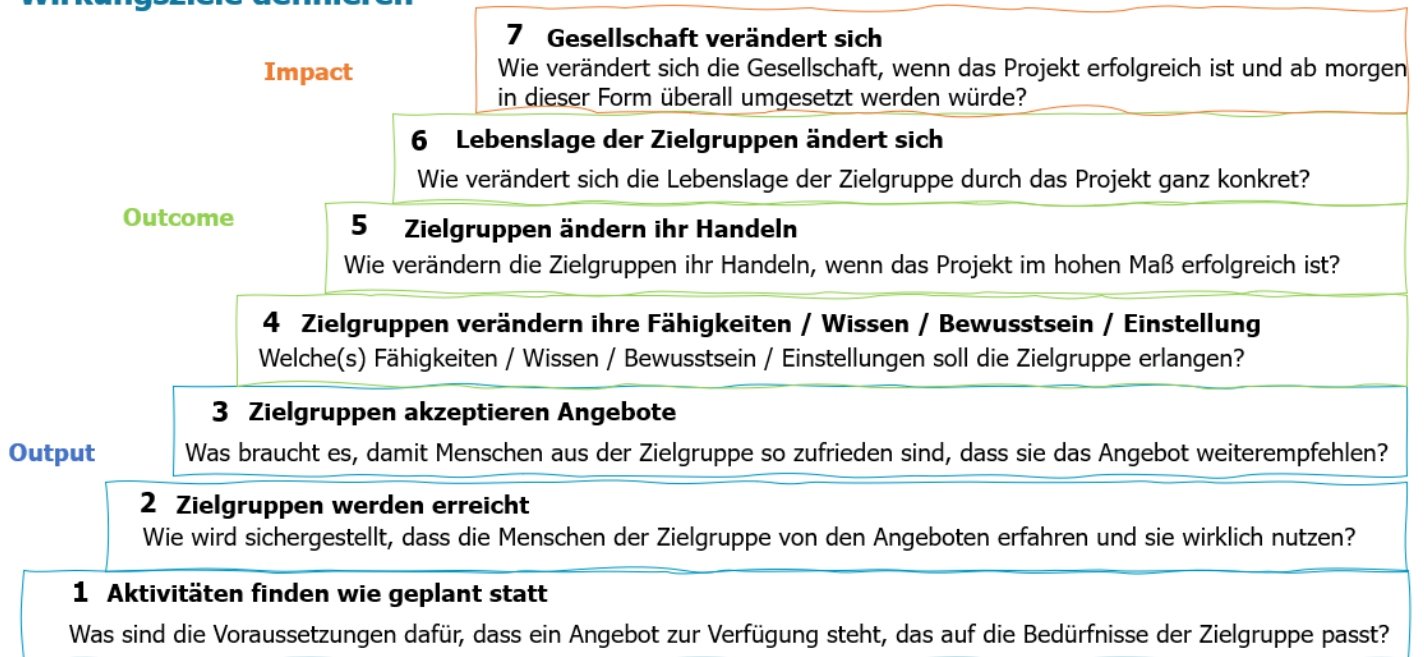 Wirkungsziele definieren
7 Gesellschaft verändert sich
Impact
Wie verändert sich die Gesellschaft, wenn das Projekt erfolgreich ist und ab morgen
in dieser Form überall umgesetzt werden würde?
6 Lebenslage der Zielgruppen ändert sich
Wie verändert sich die Lebenslage der Zielgruppe durch das Projekt ganz konkret?
Outcome
5 Zielgruppen ändern ihr Handeln
Wie verändern die Zielgruppen ihr Handeln, wenn das Projekt im hohen Maß erfolgreich ist?
4 Zielgruppen verändern ihre Fähigkeiten / Wissen / Bewusstsein / Einstellung
Welche(s) Fähigkeiten / Wissen / Bewusstsein / Einstellungen soll die Zielgruppe erlangen?
3 Zielgruppen akzeptieren Angebote
Output
Was braucht es, damit Menschen aus der Zielgruppe so zufrieden sind, dass sie das Angebot weiterempfehlen?
2 Zielgruppen werden erreicht
Wie wird sichergestellt, dass die Menschen der Zielgruppe von den Angeboten erfahren und sie wirklich nutzen?
1 Aktivitäten finden wie geplant statt
Was sind die Voraussetzungen dafür, dass ein Angebot zur Verfügung steht, das auf die Bedürfnisse der Zielgruppe passt?